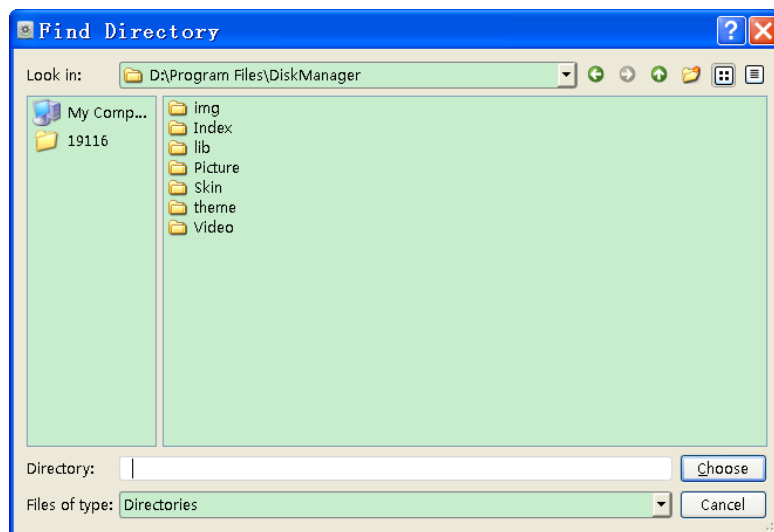 Find Directory
Look in: D:\Program Files\DiskManager
My Comp...
19116
img
Index
lib
Picture
Skin
theme
Video
Directory: Choose
Files of type: Directories Cancel